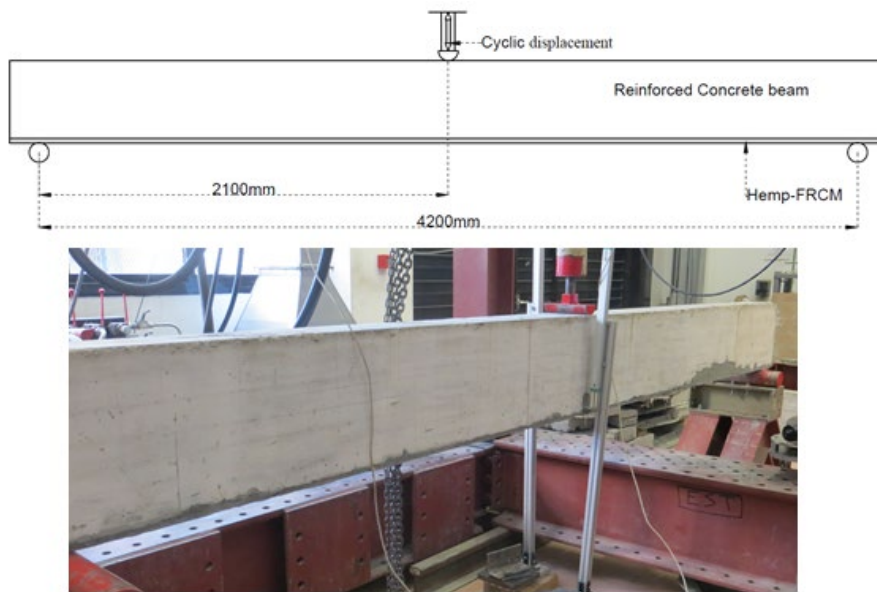 Cyclic displacement
Reinforced Concrete beam
2100mm
Hemp-FRCM
4200mm
EST